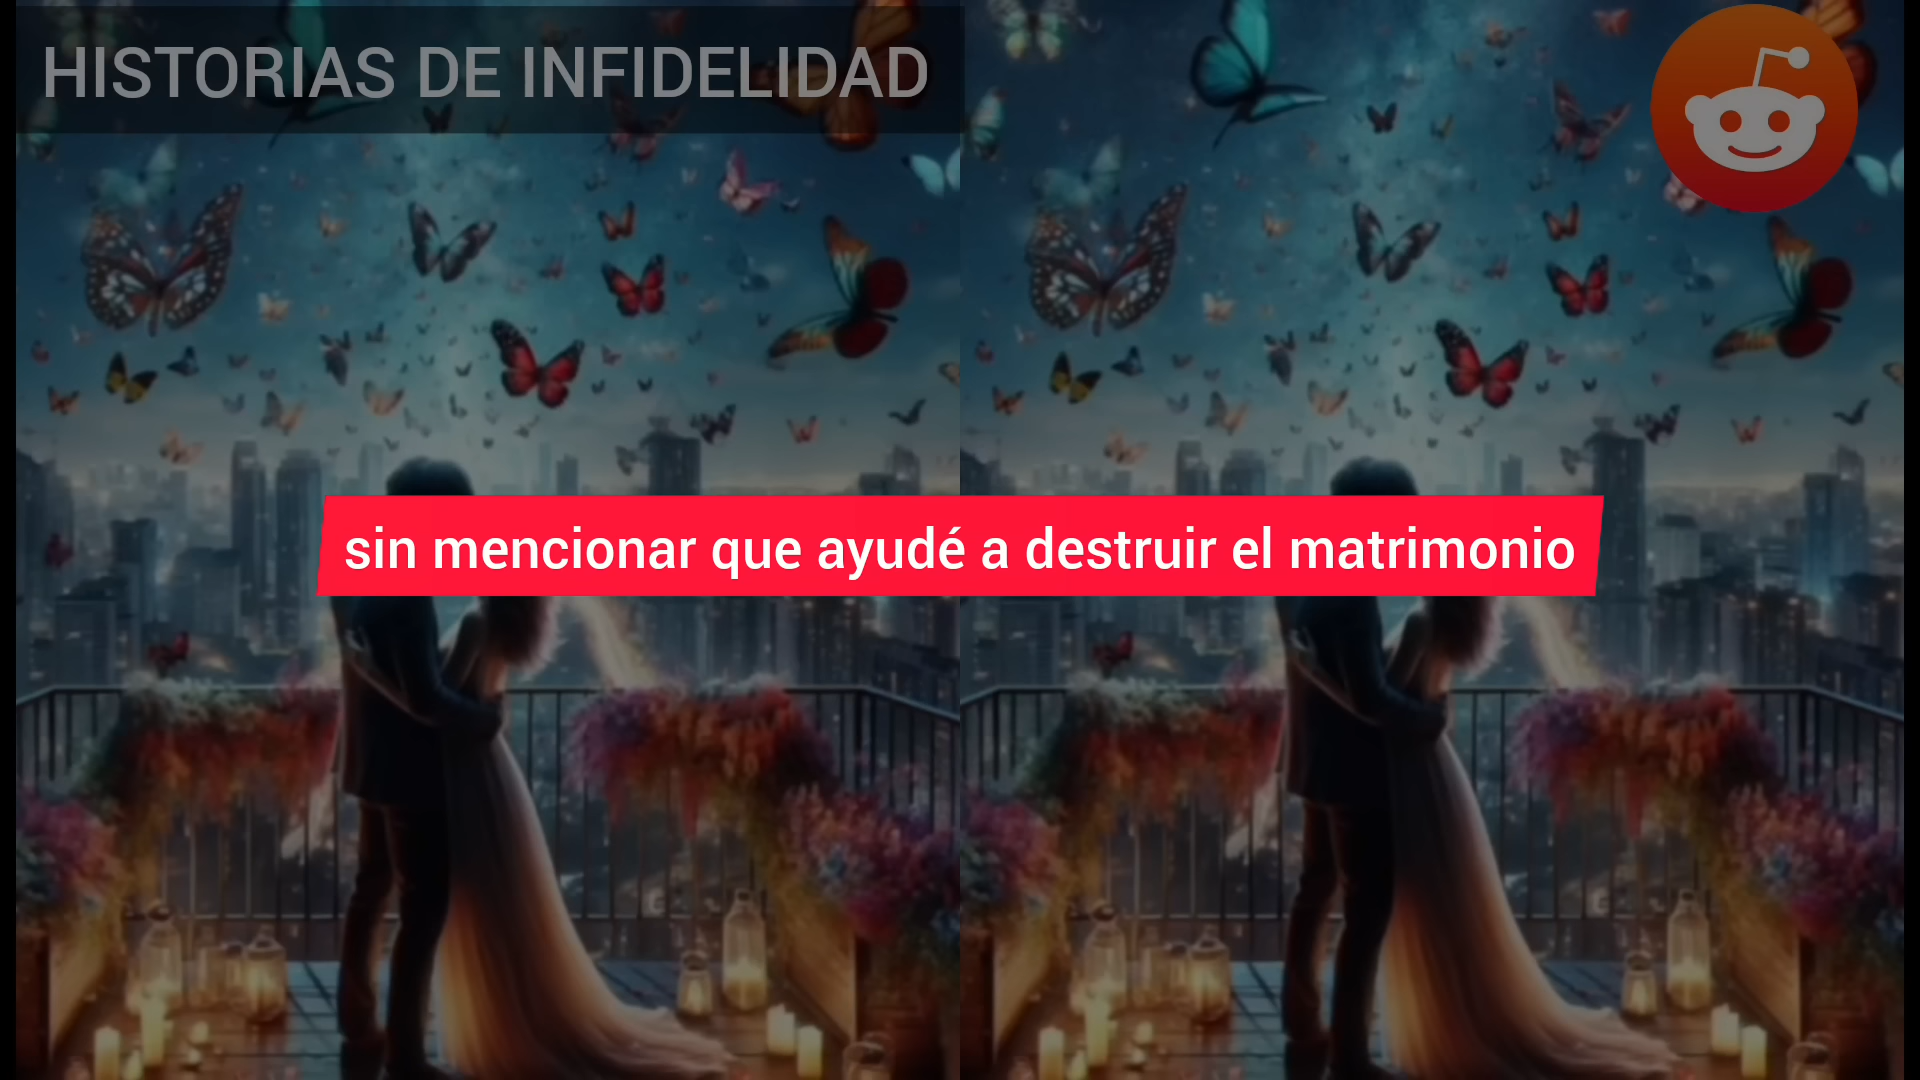 HISTORIAS DE INFIDELIDAD
sin mencionar que ayudé a destruir el matrimonio